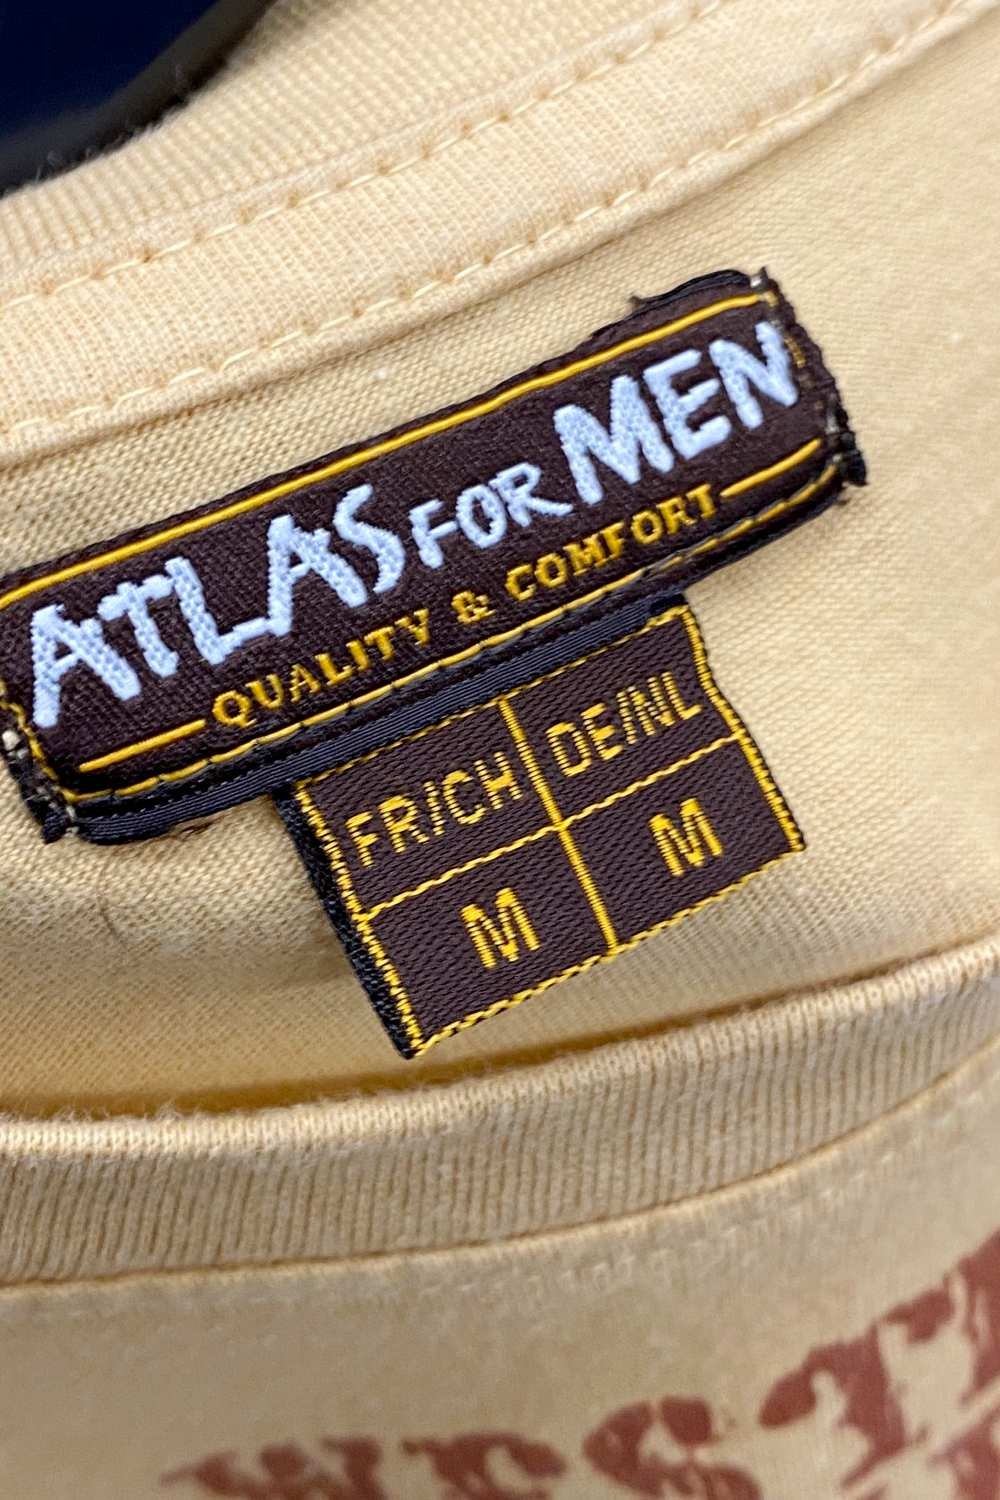 ATLAS FOR MEN
QUALITY & COMFORT
FR/CH DE/NL
M M